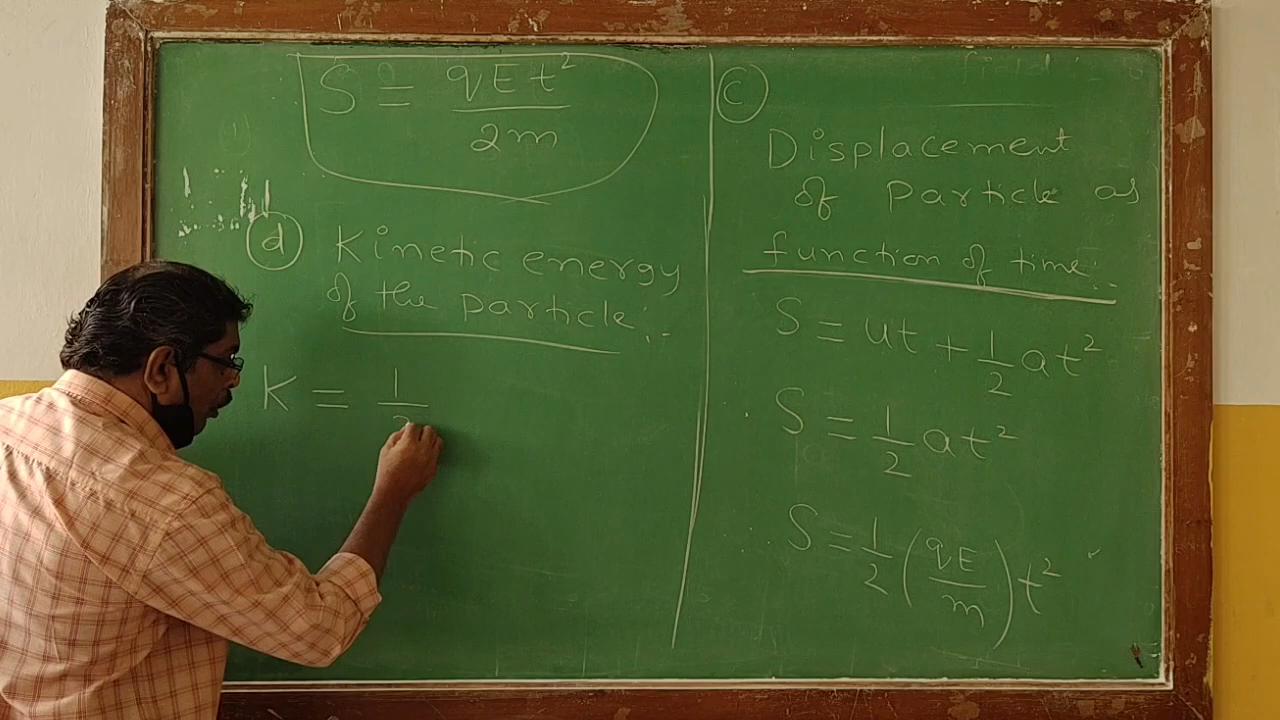 S = qEt² / 2m
(d) Kinetic energy
of the particle:-
K = 1/2
(c)
Displacement
of particle as
function of time:-
S = ut + 1/2 at²
S = 1/2 at²
S = 1/2 (qE/m) t²